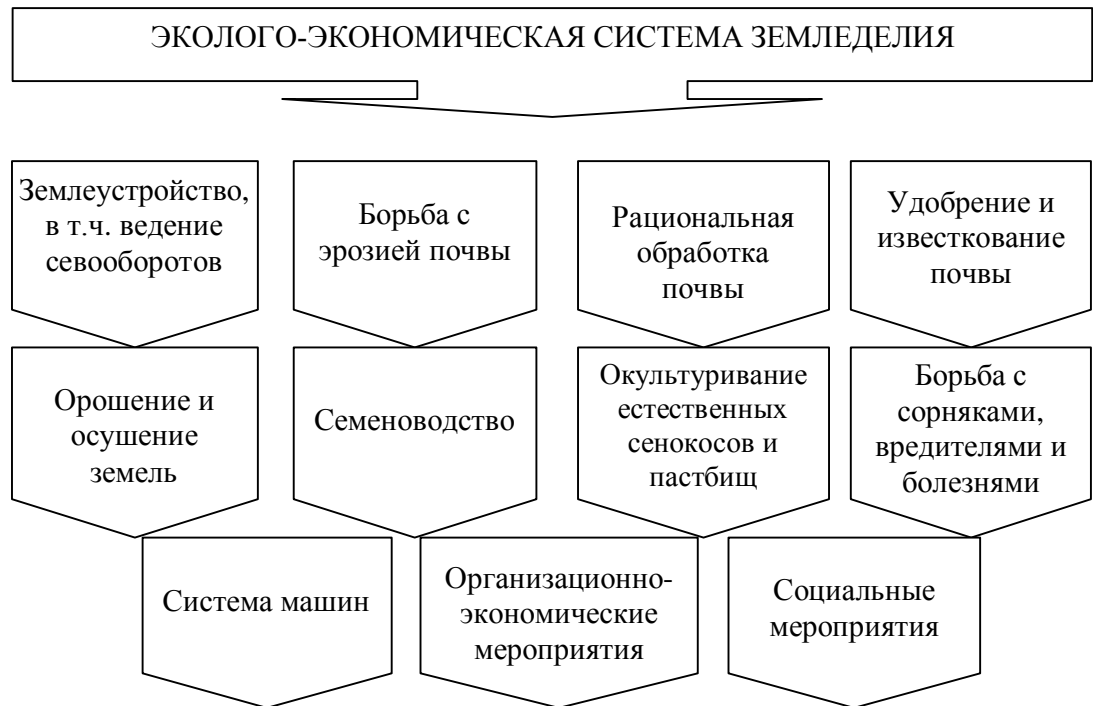 ЭКОЛОГО-ЭКОНОМИЧЕСКАЯ СИСТЕМА ЗЕМЛЕДЕЛИЯ
Землеустройство,
в т.ч. ведение
севооборотов
Борьба с
эрозией почвы
Рациональная
обработка
почвы
Удобрение и
известкование
почвы
Орошение и
осушение
земель
Семеноводство
Окультуривание
естественных
сенокосов и
пастбищ
Борьба с
сорняками,
вредителями и
болезнями
Система машин
Организационно-
экономические
мероприятия
Социальные
мероприятия